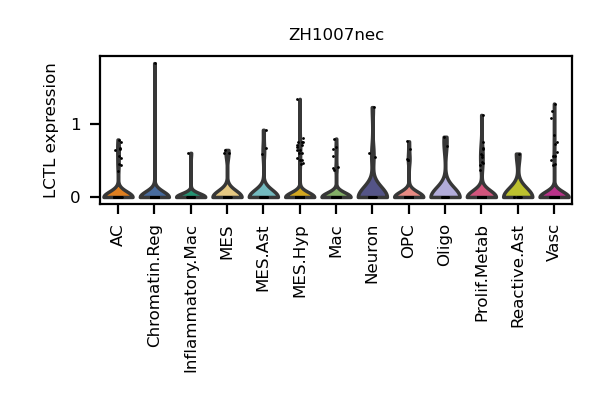 ZH1007nec
LCTL expression
1
0
AC
Chromatin.Reg
Inflammatory.Mac
MES
MES.Ast
MES.Hyp
Mac
Neuron
OPC
Oligo
Prolif.Metab
Reactive.Ast
Vasc